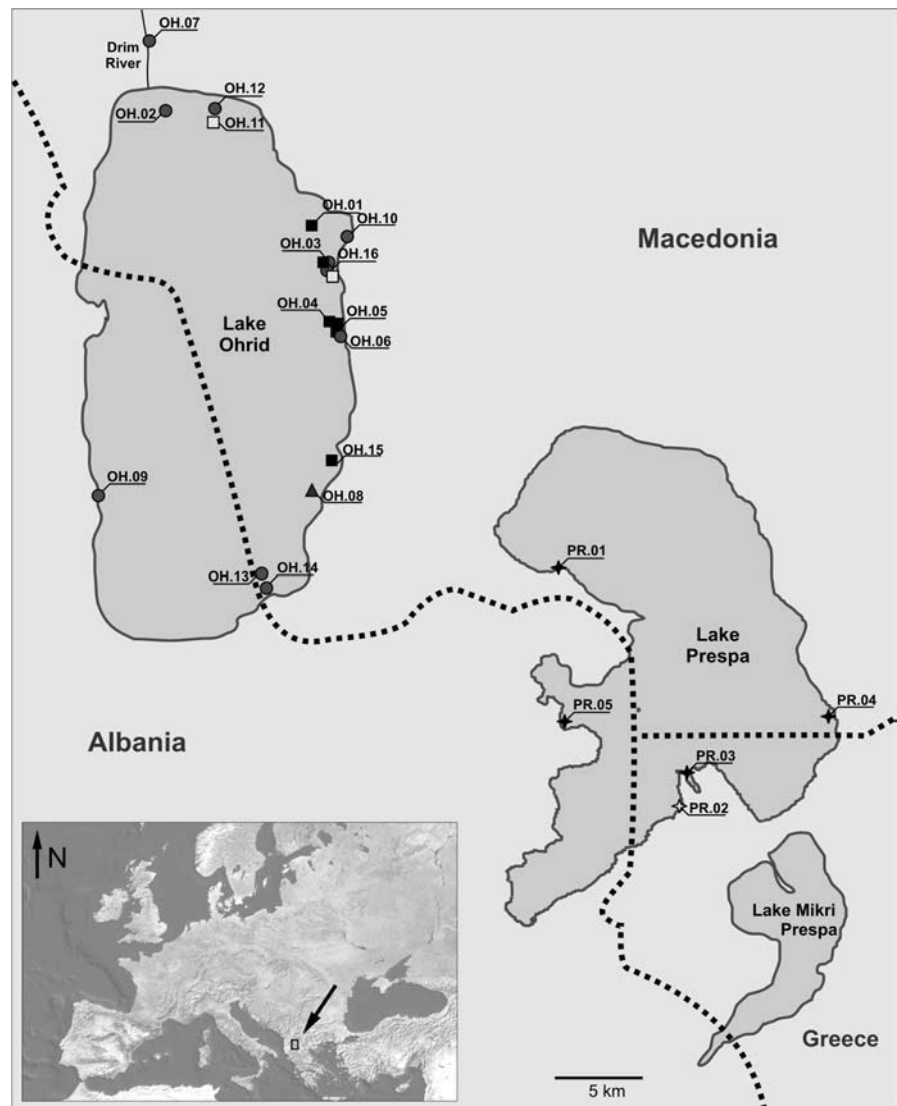 OH.07
Drim
River
OH.12
OH.02
OH.11
OH.01
OH.10
Macedonia
OH.03
OH.16
OH.04
OH.05
Lake
Ohrid
OH.06
OH.15
OH.09
OH.08
PR.01
OH.13
OH.14
Lake
Prespa
PR.04
PR.05
Albania
PR.03
PR.02
N
Lake Mikri
Prespa
Greece
5 km